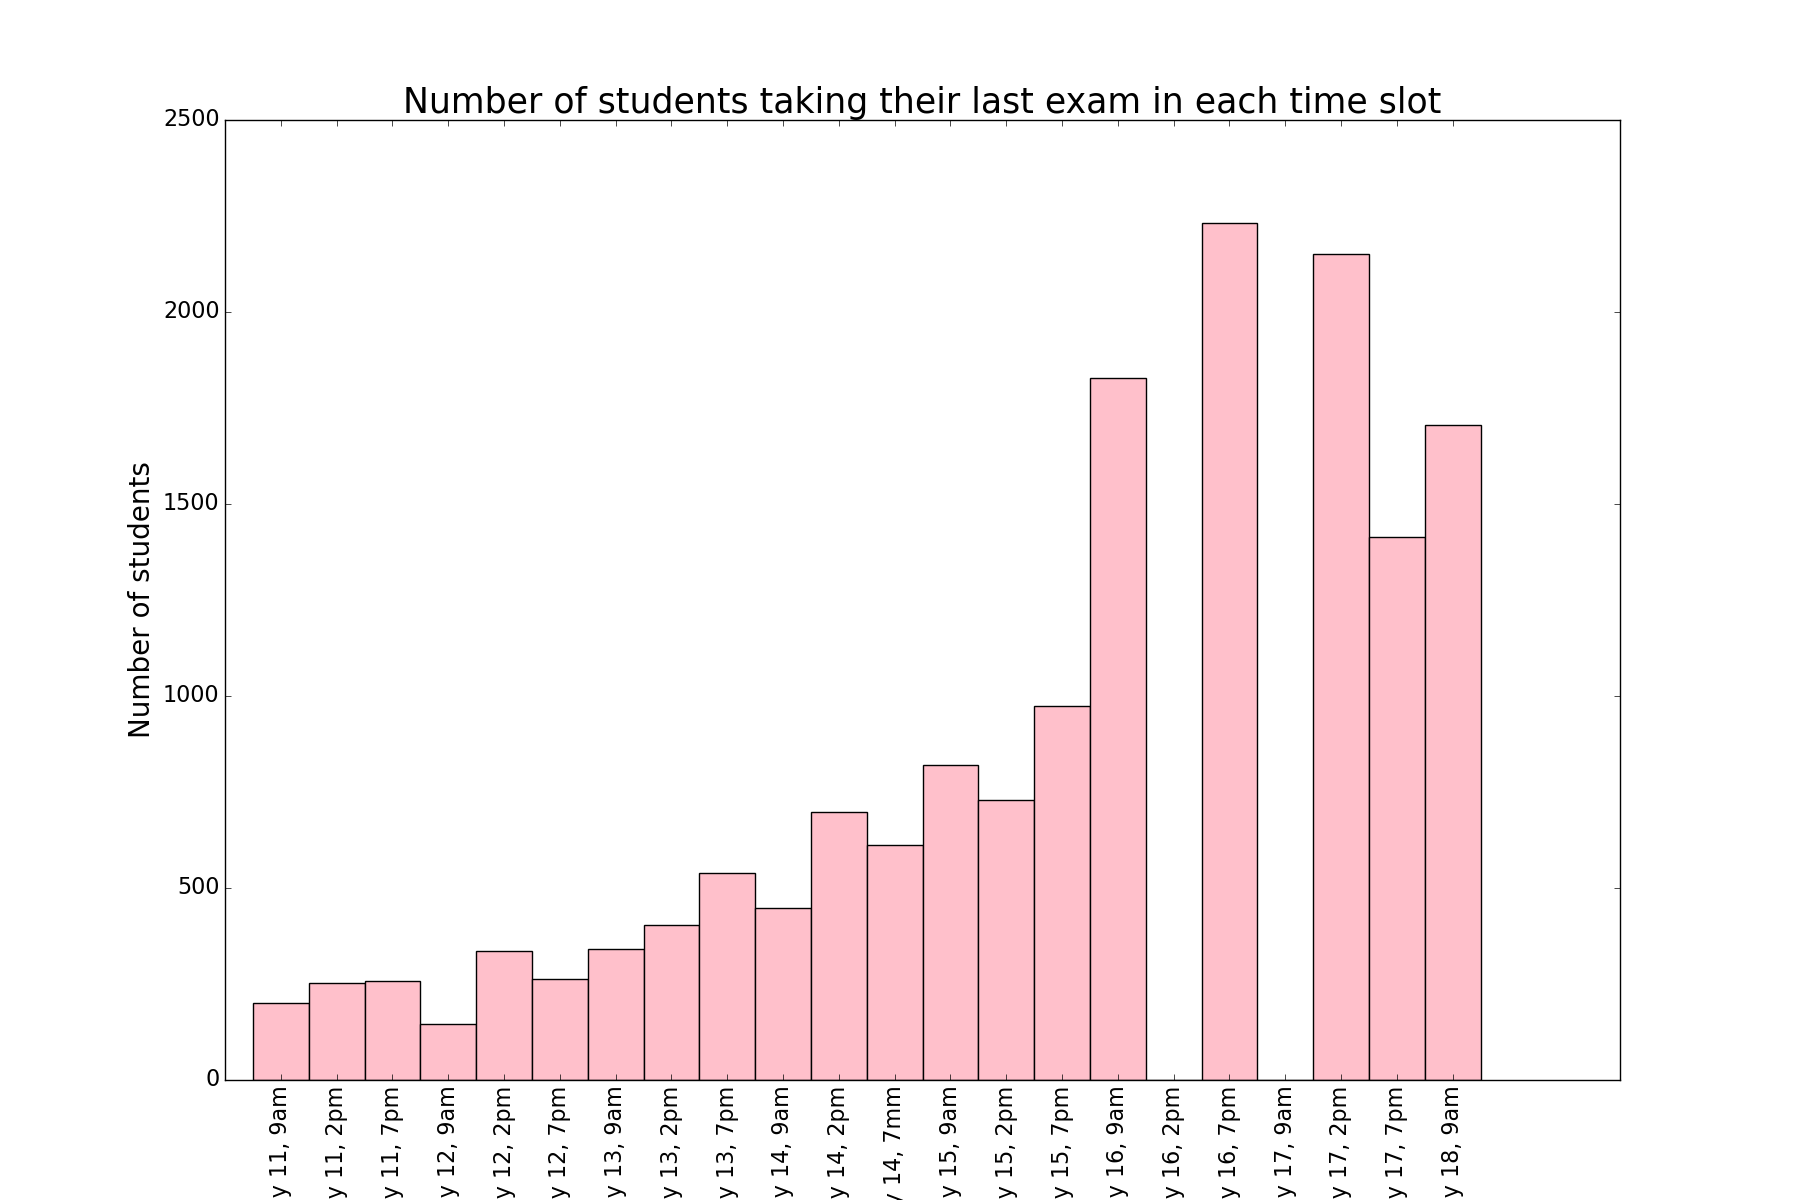 Number of students taking their last exam in each time slot
Number of students
2500
2000
1500
1000
500
0
y 11, 9am
y 11, 2pm
y 11, 7pm
y 12, 9am
y 12, 2pm
y 12, 7pm
y 13, 9am
y 13, 2pm
y 13, 7pm
y 14, 9am
y 14, 2pm
y 14, 7mm
y 15, 9am
y 15, 2pm
y 15, 7pm
y 16, 9am
y 16, 2pm
y 16, 7pm
y 17, 9am
y 17, 2pm
y 17, 7pm
y 18, 9am